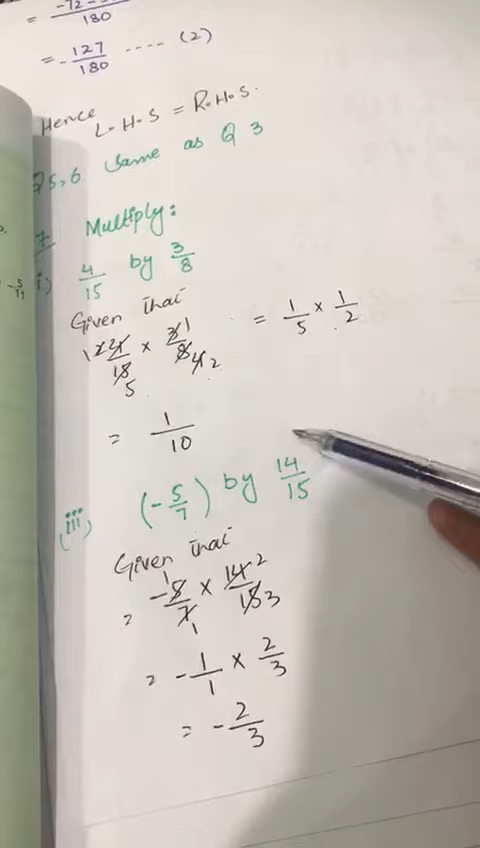 = -72-
180
= -127/180 ---- (2)
Hence L.H.S = R.H.S.
5,6 same as Q 3
7 Multiply:
i) 4/15 by 3/8
Given that
4/15 × 3/8 = 1/5 × 1/2
= 1/10
(iii) (-5/7) by 14/15
Given that
= -5/7 × 14/15
= -1/1 × 2/3
= -2/3